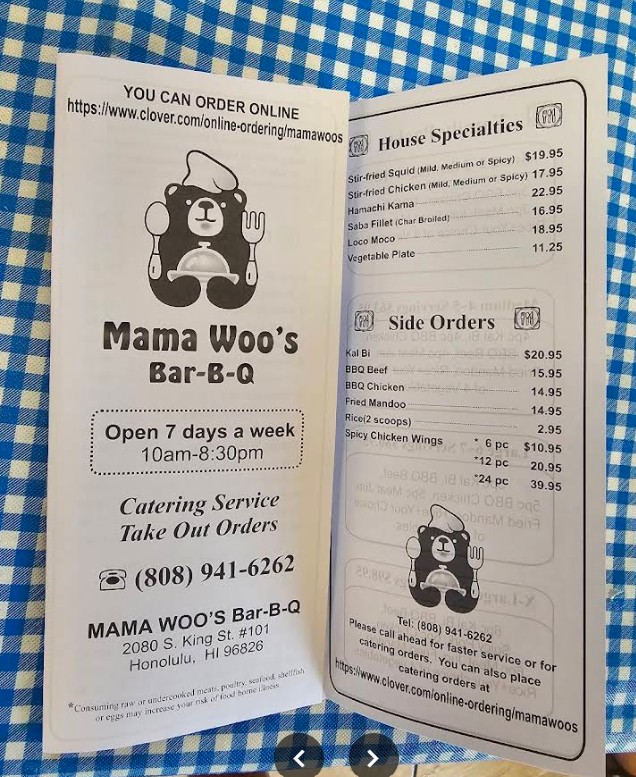 YOU CAN ORDER ONLINE
https://www.clover.com/online-ordering/mamawoos
Mama Woo's
Bar-B-Q
Open 7 days a week
10am-8:30pm
Catering Service
Take Out Orders
(808) 941-6262
MAMA WOO'S Bar-B-Q
2080 S. King St. #101
Honolulu, HI 96826
*Consuming raw or undercooked meats, poultry, seafood, shellfish
or eggs may increase your risk of food borne illness.
House Specialties
Stir-fried Squid (Mild, Medium or Spicy) $19.95
Stir-fried Chicken (Mild, Medium or Spicy) 17.95
Hamachi Kama 22.95
Saba Fillet (Char Broiled) 16.95
Loco Moco 18.95
Vegetable Plate 11.25
Side Orders
Kal Bi $20.95
BBQ Beef 15.95
BBQ Chicken 14.95
Fried Mandoo 14.95
Rice(2 scoops) 2.95
Spicy Chicken Wings * 6 pc $10.95
*12 pc 20.95
*24 pc 39.95
Tel: (808) 941-6262
Please call ahead for faster service or for
catering orders. You can also place
catering orders at
https://www.clover.com/online-ordering/mamawoos